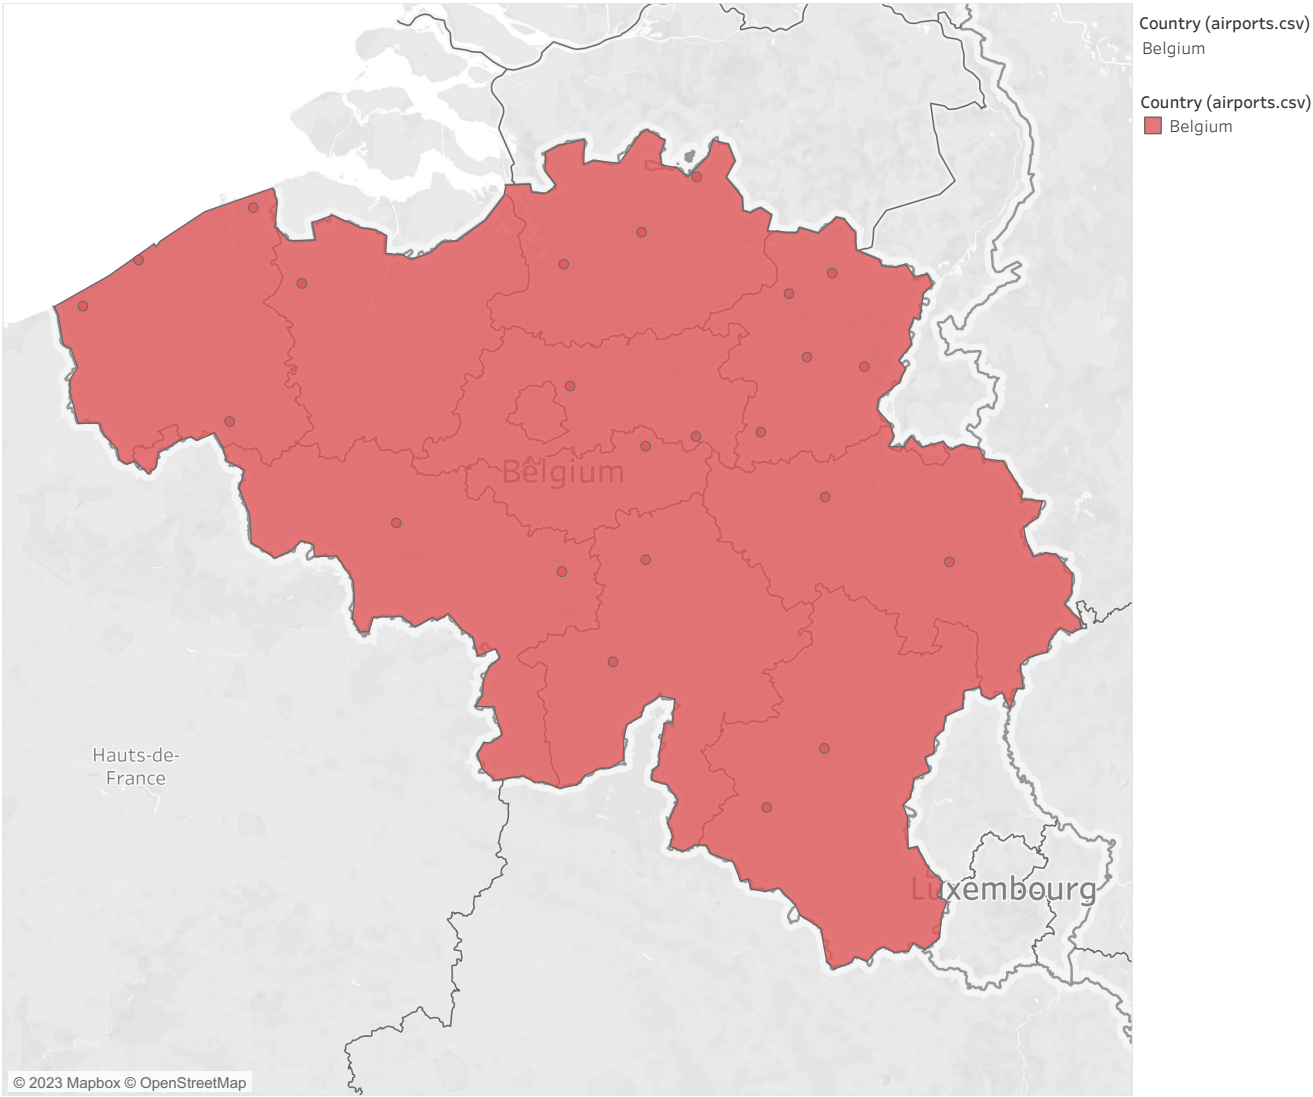 Country (airports.csv)
Belgium
Country (airports.csv)
Belgium
Belgium
Hauts-de-
France
Luxembourg
© 2023 Mapbox © OpenStreetMap